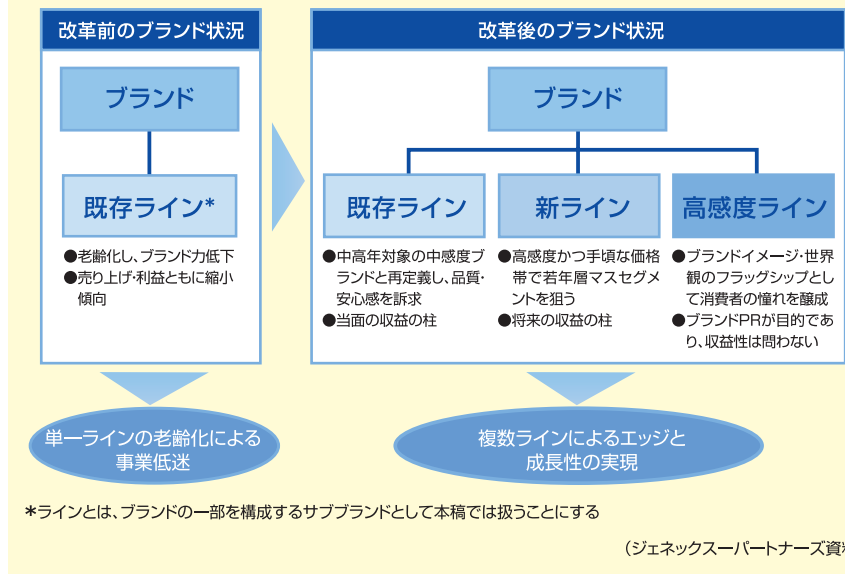 改革前のブランド状況
ブランド
既存ライン*
●老齢化し、ブランド力低下
●売り上げ・利益ともに縮小
傾向
単一ラインの老齢化による
事業低迷
改革後のブランド状況
ブランド
既存ライン
●中高年対象の中感度ブ
ランドと再定義し、品質・
安心感を訴求
●当面の収益の柱
新ライン
●高感度かつ手頃な価格
帯で若年層マスセグメ
ントを狙う
●将来の収益の柱
高感度ライン
●ブランドイメージ・世界
観のフラッグシップとし
て消費者の憧れを醸成
●ブランドPRが目的であ
り、収益性は問わない
複数ラインによるエッジと
成長性の実現
*ラインとは、ブランドの一部を構成するサブブランドとして本稿では扱うことにする
（ジェネックスーパートナーズ資料